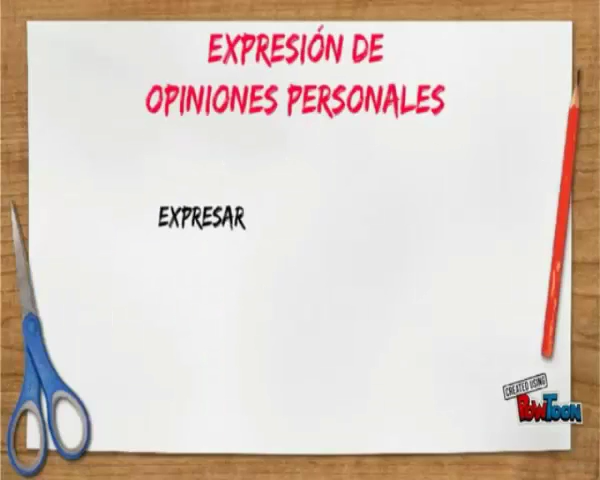 EXPRESIÓN DE
OPINIONES PERSONALES
EXPRESAR
CREATED USING
POWTOON